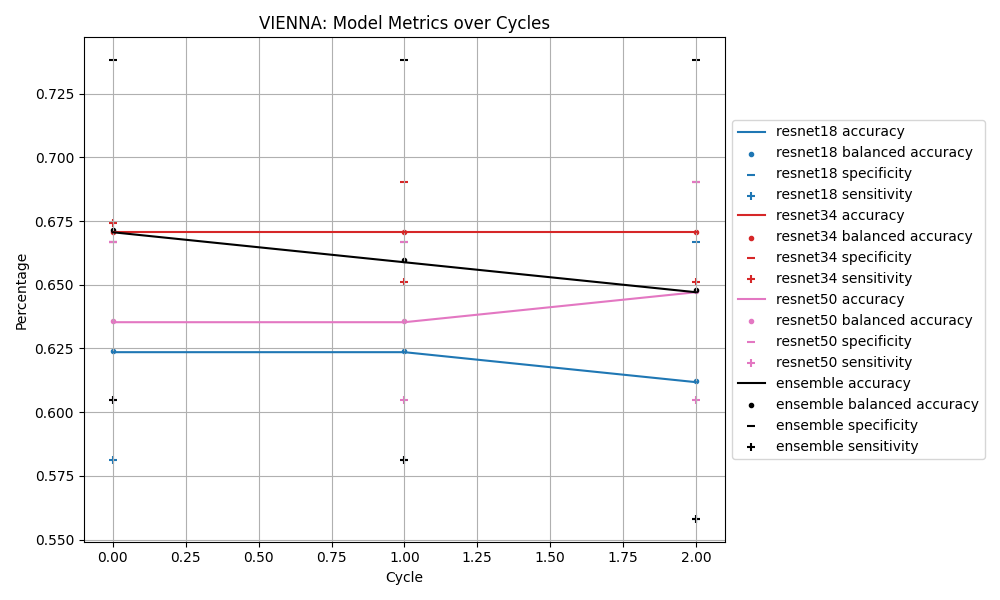 VIENNA: Model Metrics over Cycles
Percentage
0.725
0.700
0.675
0.650
0.625
0.600
0.575
0.550
0.00 0.25 0.50 0.75 1.00 1.25 1.50 1.75 2.00
Cycle
resnet18 accuracy
resnet18 balanced accuracy
resnet18 specificity
resnet18 sensitivity
resnet34 accuracy
resnet34 balanced accuracy
resnet34 specificity
resnet34 sensitivity
resnet50 accuracy
resnet50 balanced accuracy
resnet50 specificity
resnet50 sensitivity
ensemble accuracy
ensemble balanced accuracy
ensemble specificity
ensemble sensitivity